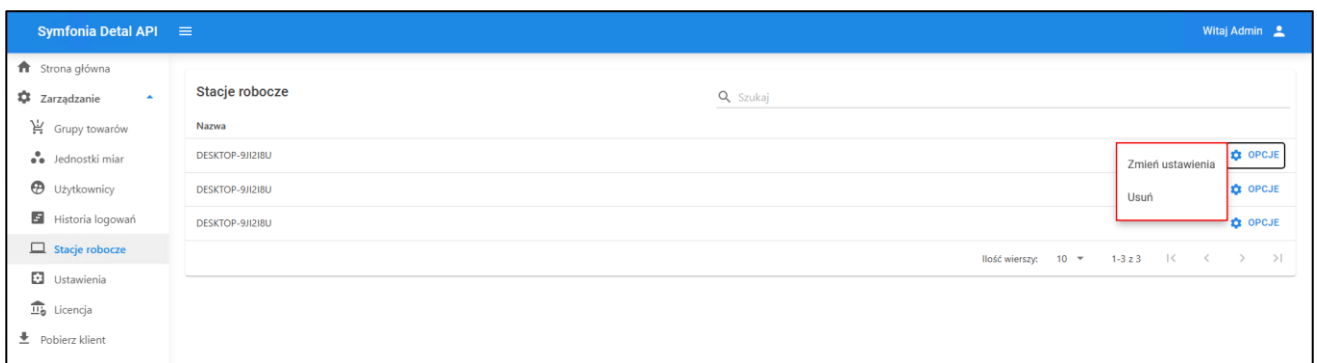 Symfonia Detal API
Witaj Admin
Strona główna
Zarządzanie
Grupy towarów
Jednostki miar
Użytkownicy
Historia logowań
Stacje robocze
Ustawienia
Licencja
Pobierz klient
Stacje robocze
Szukaj
Nazwa
DESKTOP-9JI2I8U
OPCJE
Zmień ustawienia
Usuń
DESKTOP-9JI2I8U
OPCJE
DESKTOP-9JI2I8U
OPCJE
Ilość wierszy: 10 1-3 z 3